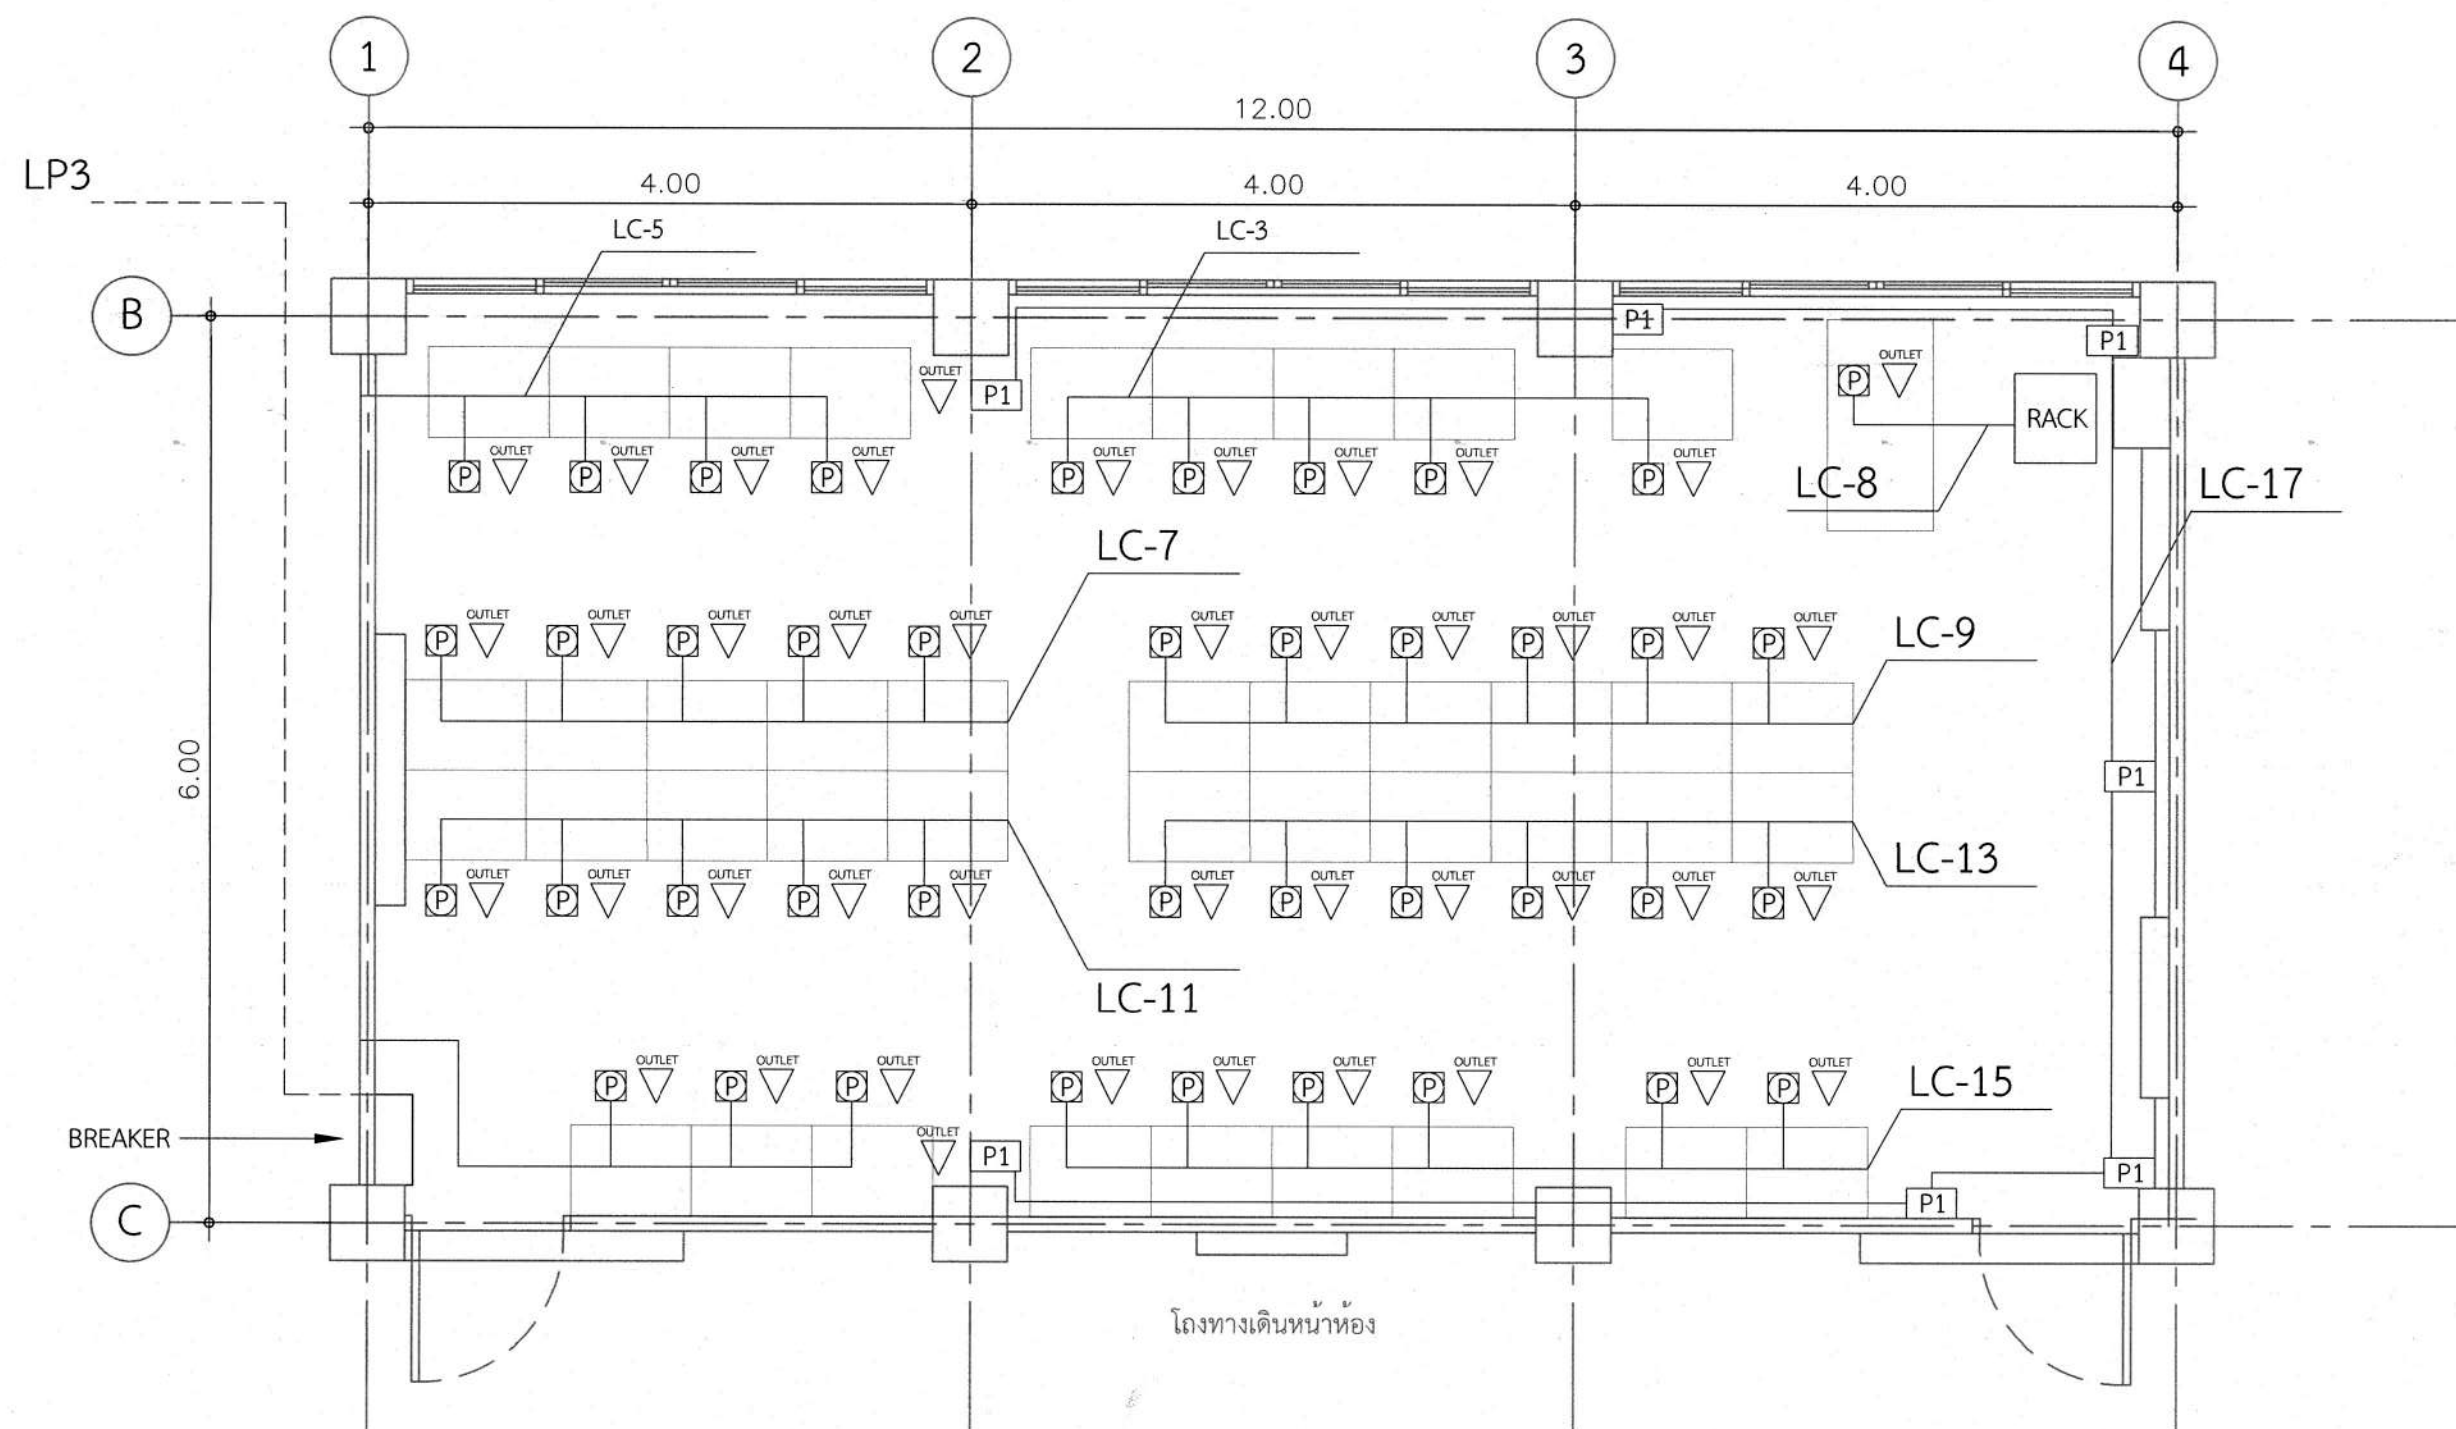 1 2 3 4
12.00
LP3
4.00 4.00 4.00
LC-5 LC-3
B
P1
P1
OUTLET
P OUTLET
P1
RACK
OUTLET OUTLET OUTLET OUTLET OUTLET OUTLET OUTLET OUTLET OUTLET
P P P P P P P P P
LC-8 LC-17
LC-7
OUTLET OUTLET OUTLET OUTLET OUTLET OUTLET OUTLET OUTLET OUTLET OUTLET OUTLET
P P P P P P P P P P P
LC-9
6.00
P1
LC-13
OUTLET OUTLET OUTLET OUTLET OUTLET OUTLET OUTLET OUTLET OUTLET OUTLET OUTLET
P P P P P P P P P P P
LC-11
OUTLET OUTLET OUTLET OUTLET OUTLET OUTLET OUTLET OUTLET OUTLET
P P P P P P P P P
LC-15
BREAKER
OUTLET
P1
P1
P1
C
โถงทางเดินหน้าห้อง